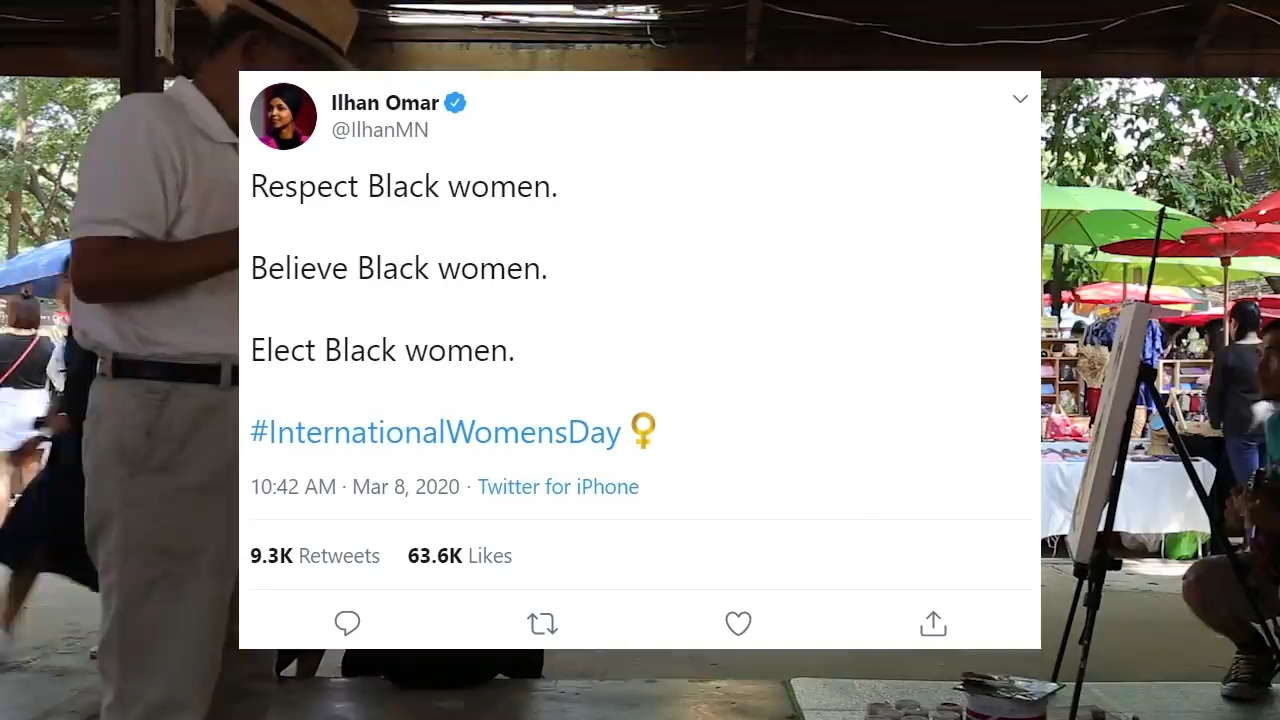 Ilhan Omar
@IlhanMN
Respect Black women.
Believe Black women.
Elect Black women.
#InternationalWomensDay
10:42 AM · Mar 8, 2020 · Twitter for iPhone
9.3K Retweets 63.6K Likes